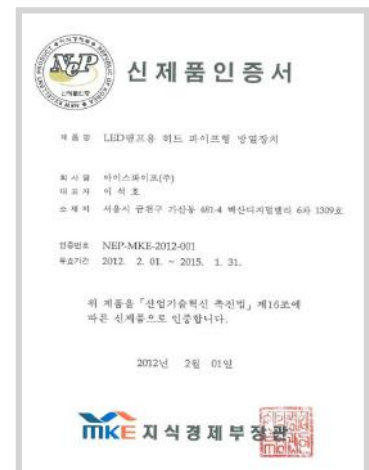 NeP
신제품인증
신제품인증서
제품명 LED램프용 히트 파이프형 방열장치
회사명 아이스파이프(주)
대표자 이석호
소재지 서울시 금천구 가산동 481-4 벽산디지털밸리 6차 1309호
인증번호 NEP-MKE-2012-001
유효기간 2012. 2. 01. ~ 2015. 1. 31.
위 제품을 「산업기술혁신 촉진법」 제16조에
따른 신제품으로 인증합니다.
2012년 2월 01일
mKE 지식경제부장관